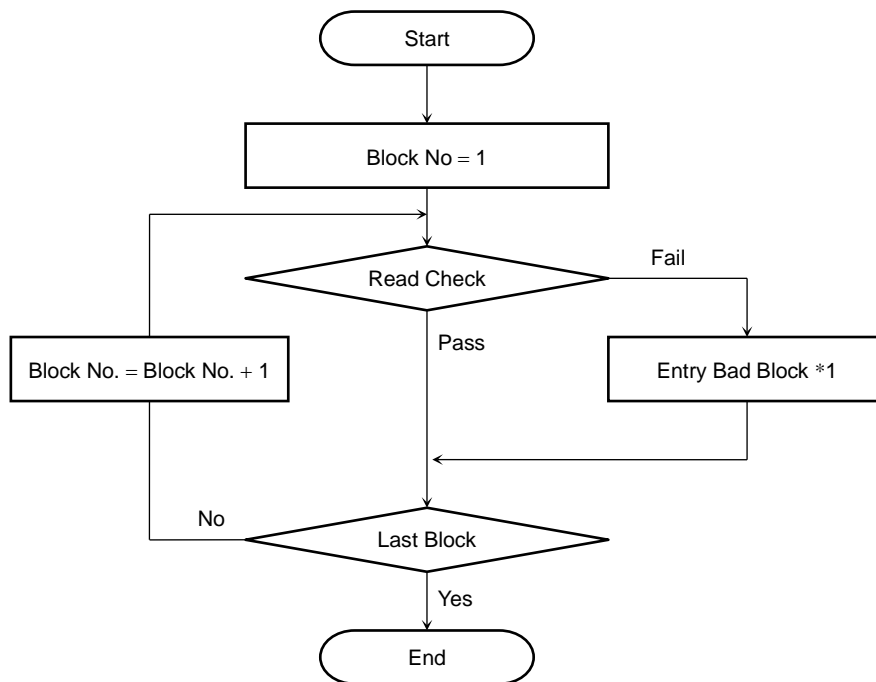 Start
Block No = 1
Read Check
Fail
Pass
Block No. = Block No. + 1
Entry Bad Block *1
No
Last Block
Yes
End